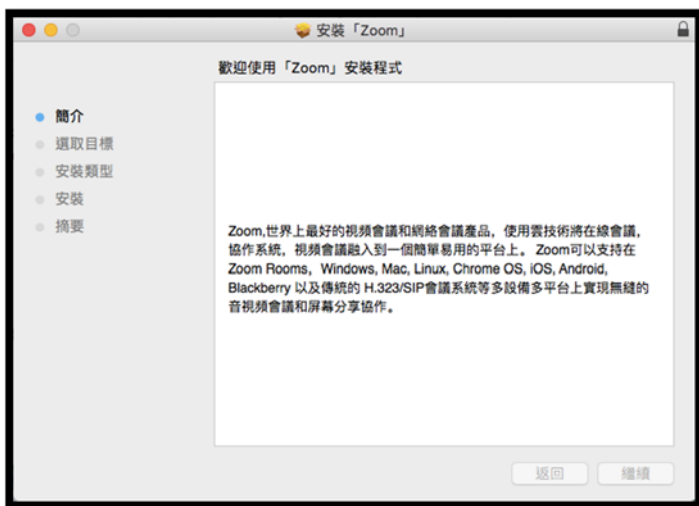 安裝「Zoom」
歡迎使用「Zoom」安裝程式
簡介
選取目標
安裝類型
安裝
摘要
Zoom,世界上最好的視頻會議和網絡會議產品，使用雲技術將在線會議，
協作系統，視頻會議融入到一個簡單易用的平台上。 Zoom可以支持在
Zoom Rooms，Windows, Mac, Linux, Chrome OS, iOS, Android,
Blackberry 以及傳統的 H.323/SIP會議系統等多設備多平台上實現無縫的
音視頻會議和屏幕分享協作。
返回
繼續